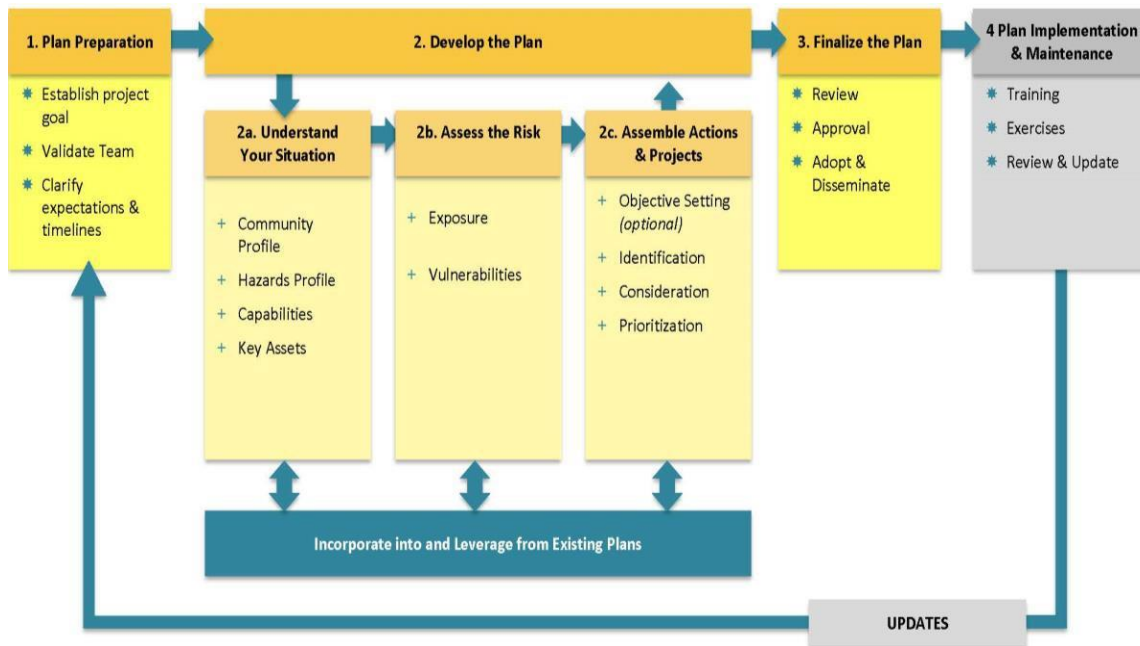 1. Plan Preparation
Establish project
goal
Validate Team
Clarify
expectations &
timelines
2. Develop the Plan
2a. Understand
Your Situation
+ Community
Profile
+ Hazards Profile
+ Capabilities
+ Key Assets
2b. Assess the Risk
+ Exposure
+ Vulnerabilities
2c. Assemble Actions
& Projects
+ Objective Setting
(optional)
+ Identification
+ Consideration
+ Prioritization
Incorporate into and Leverage from Existing Plans
3. Finalize the Plan
Review
Approval
Adopt &
Disseminate
4 Plan Implementation
& Maintenance
Training
Exercises
Review & Update
UPDATES